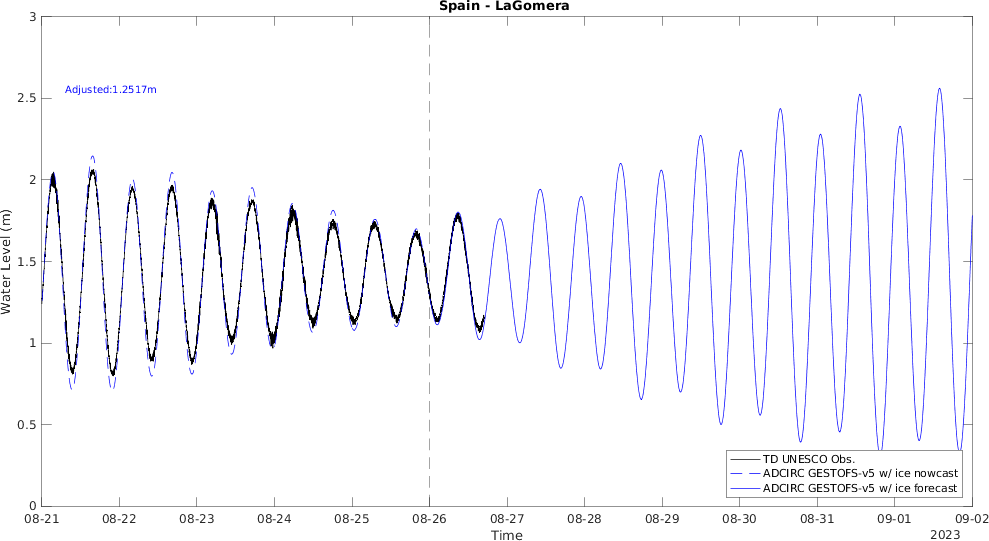 Spain - LaGomera
3
2.5
2
1.5
1
0.5
0
Water Level (m)
Adjusted:1.2517m
TD UNESCO Obs.
ADCIRC GESTOFS-v5 w/ ice nowcast
ADCIRC GESTOFS-v5 w/ ice forecast
08-21 08-22 08-23 08-24 08-25 08-26 08-27 08-28 08-29 08-30 08-31 09-01 09-02
Time
2023